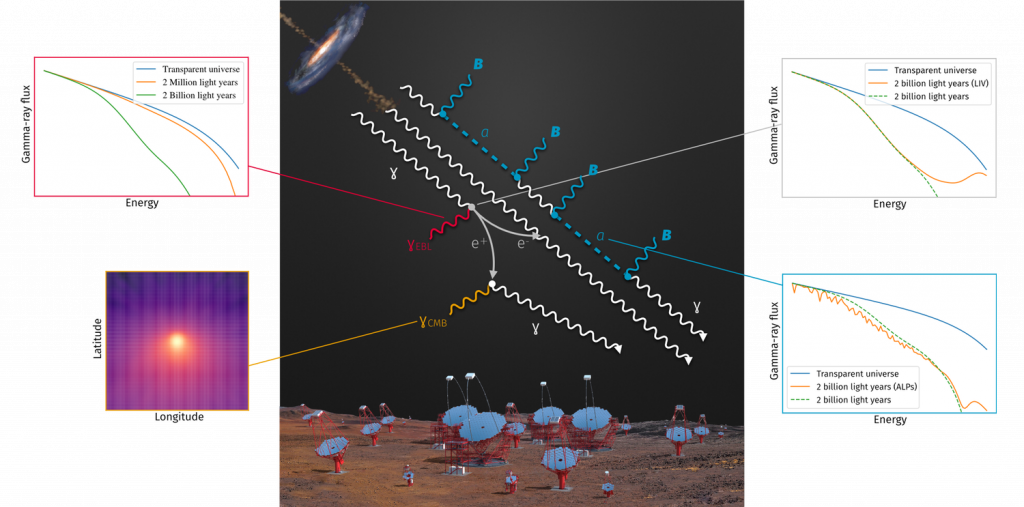 Transparent universe
2 Million light years
2 Billion light years
Gamma-ray flux
Energy
Latitude
Longitude
B
a
B
B
a
B
γ
γEBL
e⁺
e⁻
γCMB
γ
γ
Transparent universe
2 billion light years (LIV)
2 billion light years
Gamma-ray flux
Energy
Gamma-ray flux
Transparent universe
2 billion light years (ALPs)
2 billion light years
Energy